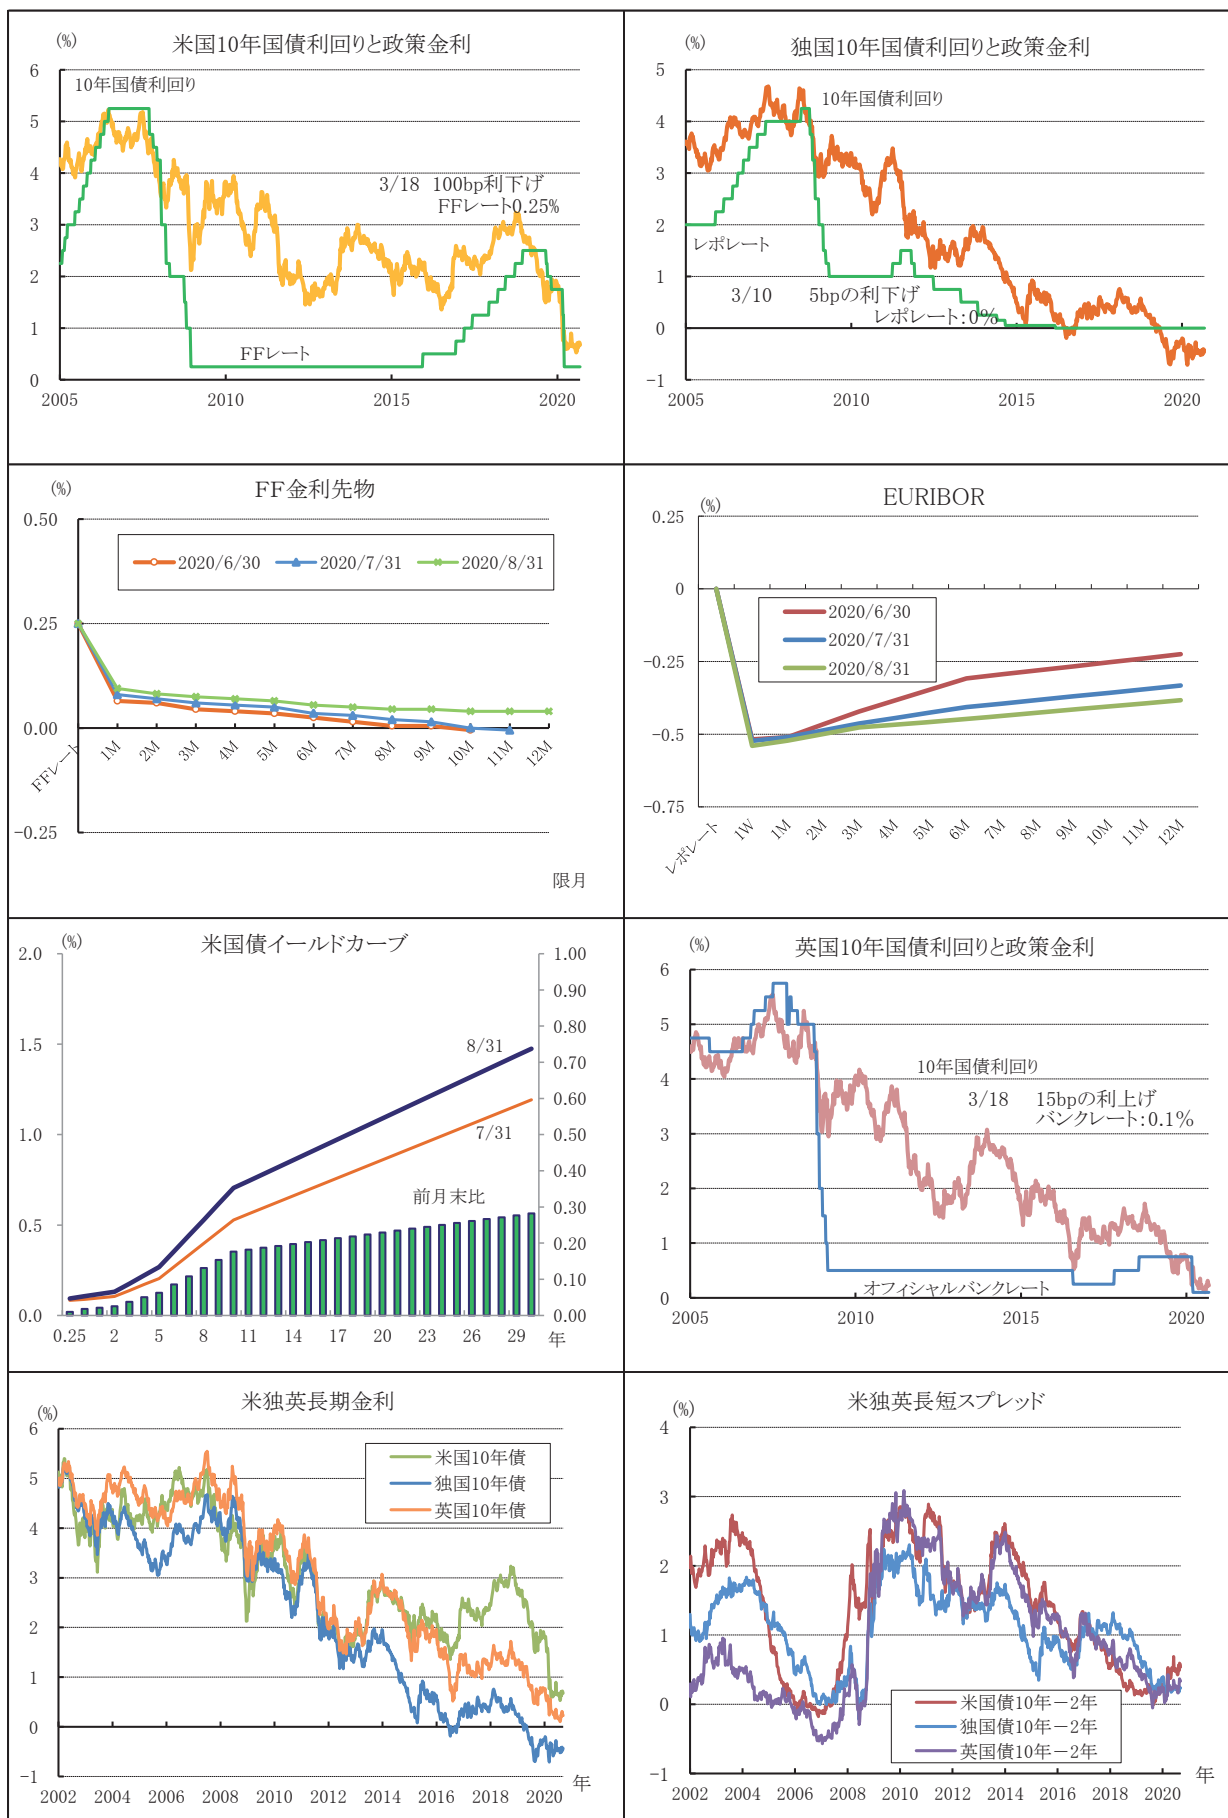 米国10年国債利回りと政策金利
(%)
6
5
4
3
2
1
0
10年国債利回り
3/18 100bp利下げ
FFレート0.25%
FFレート
2005 2010 2015 2020
独国10年国債利回りと政策金利
(%)
5
4
3
2
1
0
-1
10年国債利回り
レポレート
3/10 5bpの利下げ
レポレート:0%
2005 2010 2015 2020
FF金利先物
(%)
0.50
0.25
0.00
-0.25
2020/6/30 2020/7/31 2020/8/31
FFレート 1M 2M 3M 4M 5M 6M 7M 8M 9M 10M 11M 12M
限月
EURIBOR
(%)
0.25
0
-0.25
-0.5
-0.75
2020/6/30
2020/7/31
2020/8/31
レポレート 1W 1M 2M 3M 4M 5M 6M 7M 8M 9M 10M 11M 12M
米国債イールドカーブ
(%)
2.0
1.5
1.0
0.5
0.0
1.00
0.90
0.80
0.70
0.60
0.50
0.40
0.30
0.20
0.10
0.00
8/31
7/31
前月末比
0.25 2 5 8 11 14 17 20 23 26 29 年
英国10年国債利回りと政策金利
(%)
6
5
4
3
2
1
0
10年国債利回り
3/18 15bpの利上げ
バンクレート:0.1%
オフィシャルバンクレート
2005 2010 2015 2020
米独英長期金利
(%)
6
5
4
3
2
1
0
-1
米国10年債
独国10年債
英国10年債
2002 2004 2006 2008 2010 2012 2014 2016 2018 2020 年
米独英長短スプレッド
(%)
4
3
2
1
0
-1
米国債10年－2年
独国債10年－2年
英国債10年－2年
2002 2004 2006 2008 2010 2012 2014 2016 2018 2020 年